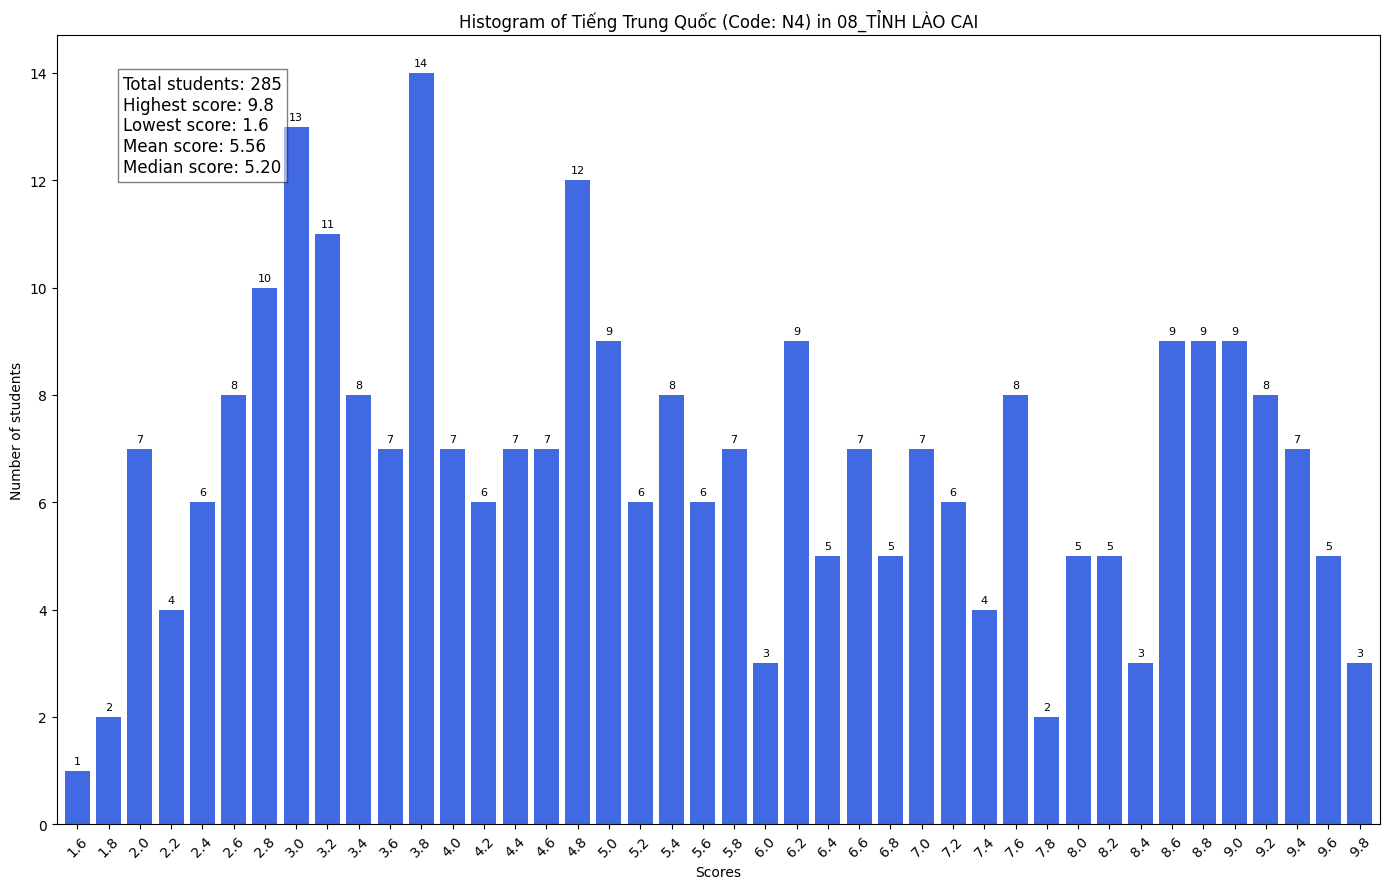 Histogram of Tiếng Trung Quốc (Code: N4) in 08_TỈNH LÀO CAI
Total students: 285
Highest score: 9.8
Lowest score: 1.6
Mean score: 5.56
Median score: 5.20
Number of students
14
12
10
8
6
4
2
0
1 2 7 4 6 8 10 13 11 8 7 14 7 6 7 7 12 9 6 8 6 7 3 9 5 7 5 7 6 4 8 2 5 5 3 9 9 9 8 7 5 3
1.6 1.8 2.0 2.2 2.4 2.6 2.8 3.0 3.2 3.4 3.6 3.8 4.0 4.2 4.4 4.6 4.8 5.0 5.2 5.4 5.6 5.8 6.0 6.2 6.4 6.6 6.8 7.0 7.2 7.4 7.6 7.8 8.0 8.2 8.4 8.6 8.8 9.0 9.2 9.4 9.6 9.8
Scores